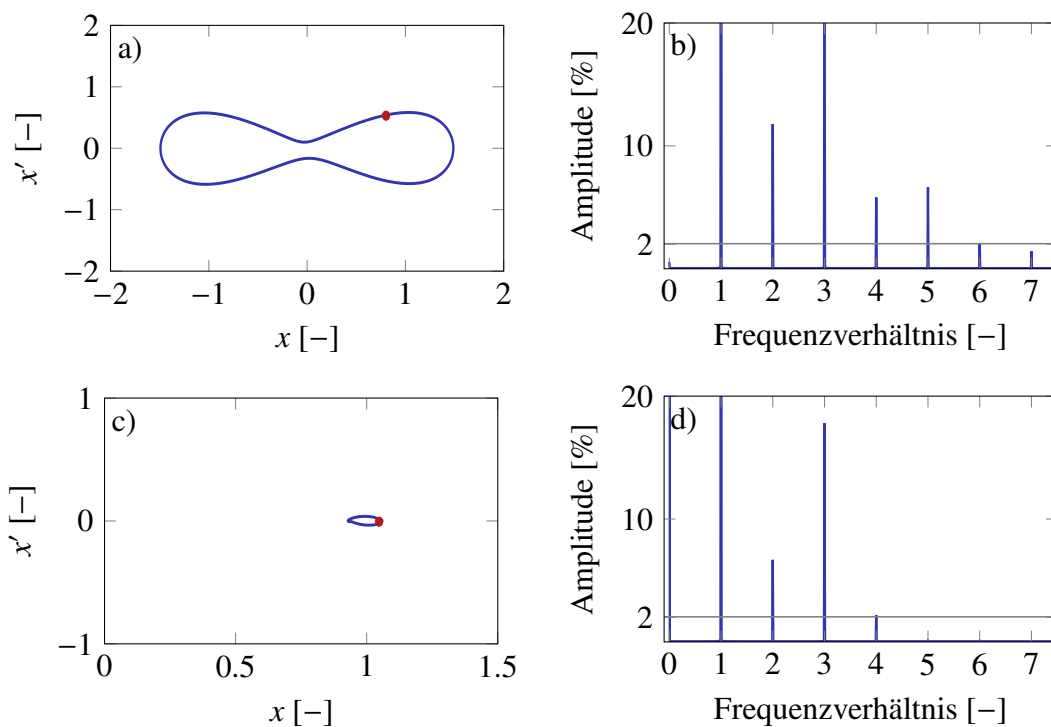 a)
2
1
0
−1
−2
x′ [−]
−2
−1
0
1
2
x [−]
b)
20
10
2
Amplitude [%]
0 1 2 3 4 5 6 7
Frequenzverhältnis [−]
c)
1
0
−1
x′ [−]
0
0.5
1
1.5
x [−]
d)
20
10
2
Amplitude [%]
0 1 2 3 4 5 6 7
Frequenzverhältnis [−]